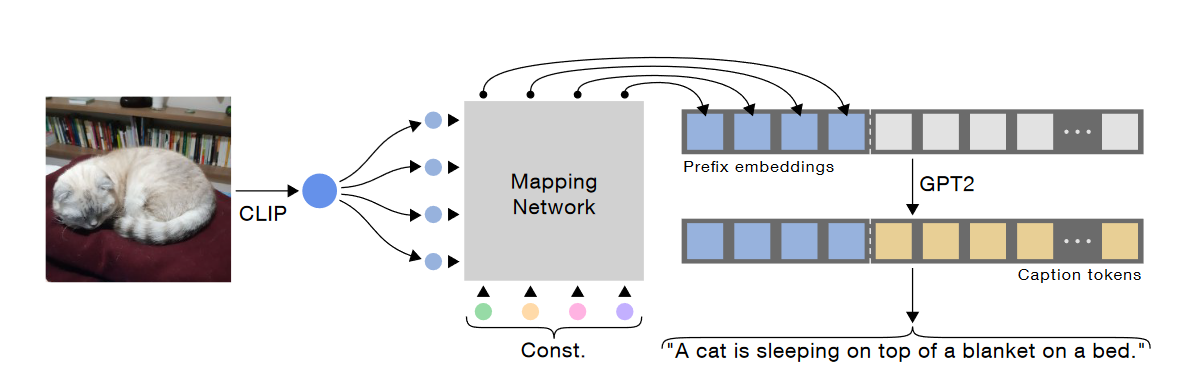 CLIP
Mapping
Network
Const.
Prefix embeddings
GPT2
Caption tokens
"A cat is sleeping on top of a blanket on a bed."